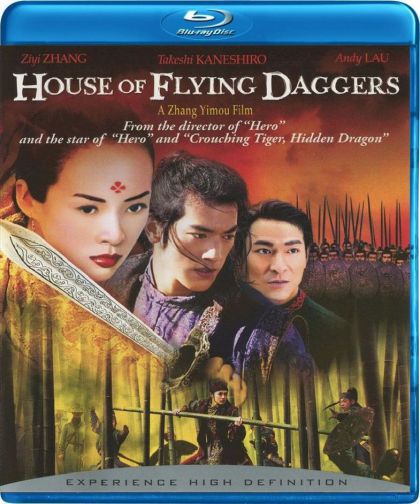 Blu-ray Disc
Ziyi ZHANG Takeshi KANESHIRO Andy LAU
HOUSE OF FLYING DAGGERS
A Zhang Yimou Film
From the director of "Hero"
and the star of "Hero" and "Crouching Tiger, Hidden Dragon"
EXPERIENCE HIGH DEFINITION